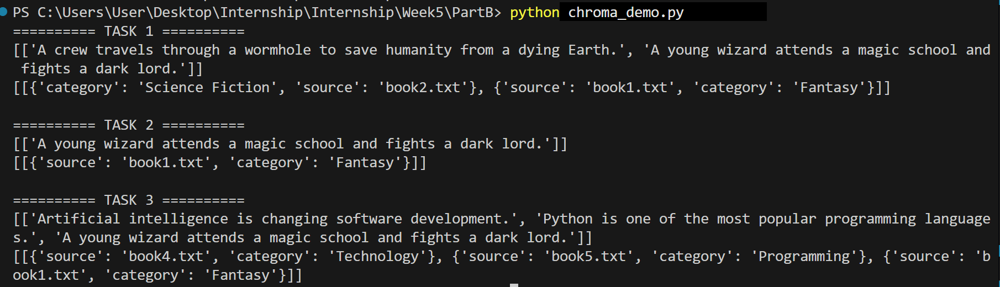 PS C:\Users\User\Desktop\Internship\Internship\Week5\PartB> python chroma_demo.py
========== TASK 1 ==========
[['A crew travels through a wormhole to save humanity from a dying Earth.', 'A young wizard attends a magic school and
 fights a dark lord.']]
[[{'category': 'Science Fiction', 'source': 'book2.txt'}, {'source': 'book1.txt', 'category': 'Fantasy'}]]

========== TASK 2 ==========
[['A young wizard attends a magic school and fights a dark lord.']]
[[{'source': 'book1.txt', 'category': 'Fantasy'}]]

========== TASK 3 ==========
[['Artificial intelligence is changing software development.', 'Python is one of the most popular programming language
s.', 'A young wizard attends a magic school and fights a dark lord.']]
[[{'source': 'book4.txt', 'category': 'Technology'}, {'source': 'book5.txt', 'category': 'Programming'}, {'source': 'b
ook1.txt', 'category': 'Fantasy'}]]